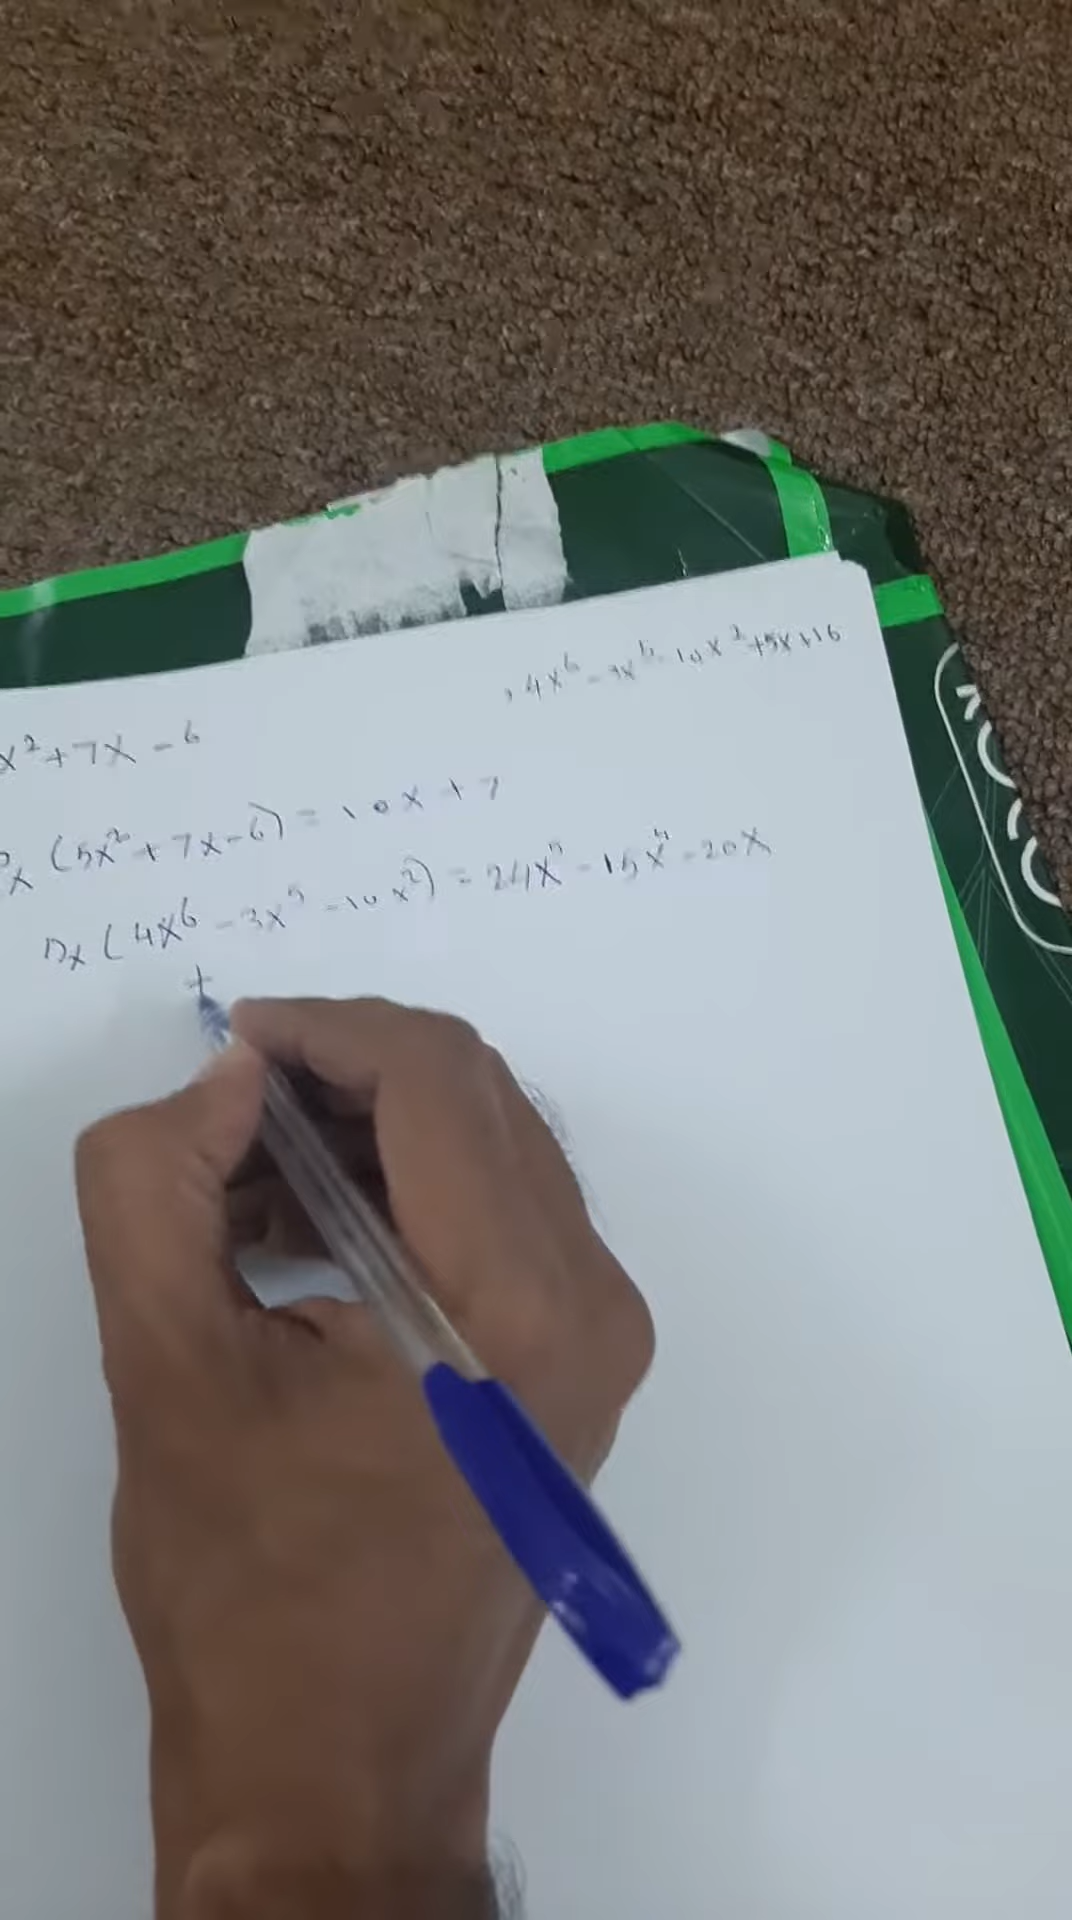 , 4x⁶ - 3x⁵ - 10x² + 5x + 16
x² + 7x - 6
Dx (5x² + 7x - 6) = 10x + 7
Dx (4x⁶ - 3x⁵ - 10x²) = 24x⁵ - 15x⁴ - 20x
+